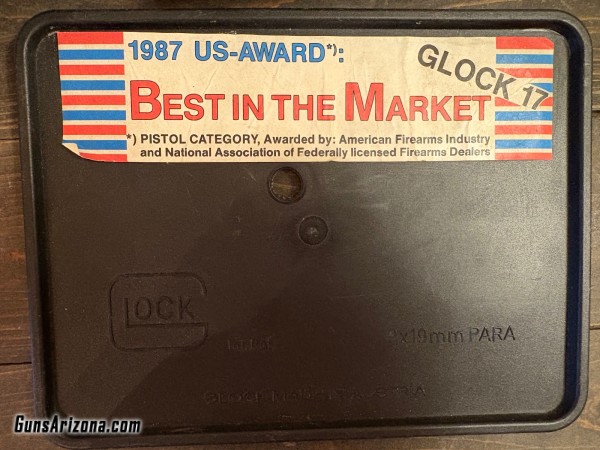 1987 US-AWARD*):
GLOCK 17
BEST IN THE MARKET
*) PISTOL CATEGORY, Awarded by: American Firearms Industry
and National Association of Federally licensed Firearms Dealers
GLOCK
x19mm PARA
GunsArizona.com